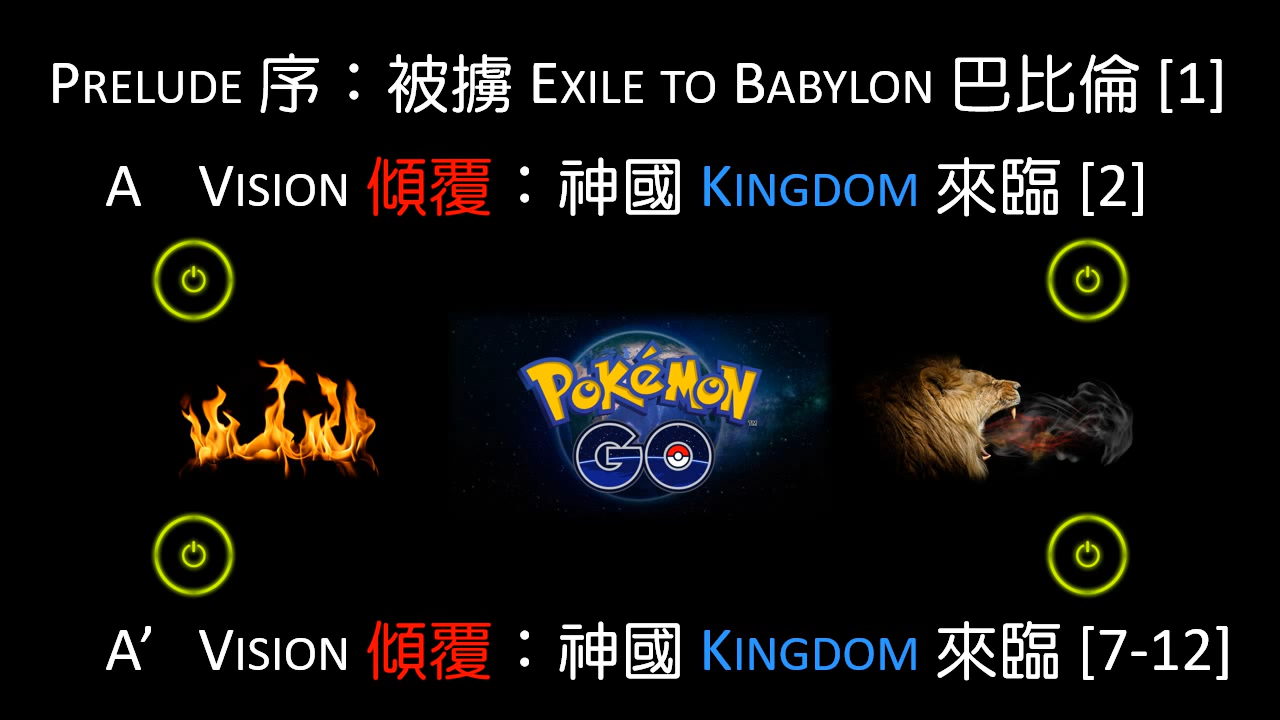 PRELUDE 序：被擄 EXILE TO BABYLON 巴比倫 [1]
A VISION 傾覆：神國 KINGDOM 來臨 [2]
POKÉMON
GO
A’ VISION 傾覆：神國 KINGDOM 來臨 [7-12]